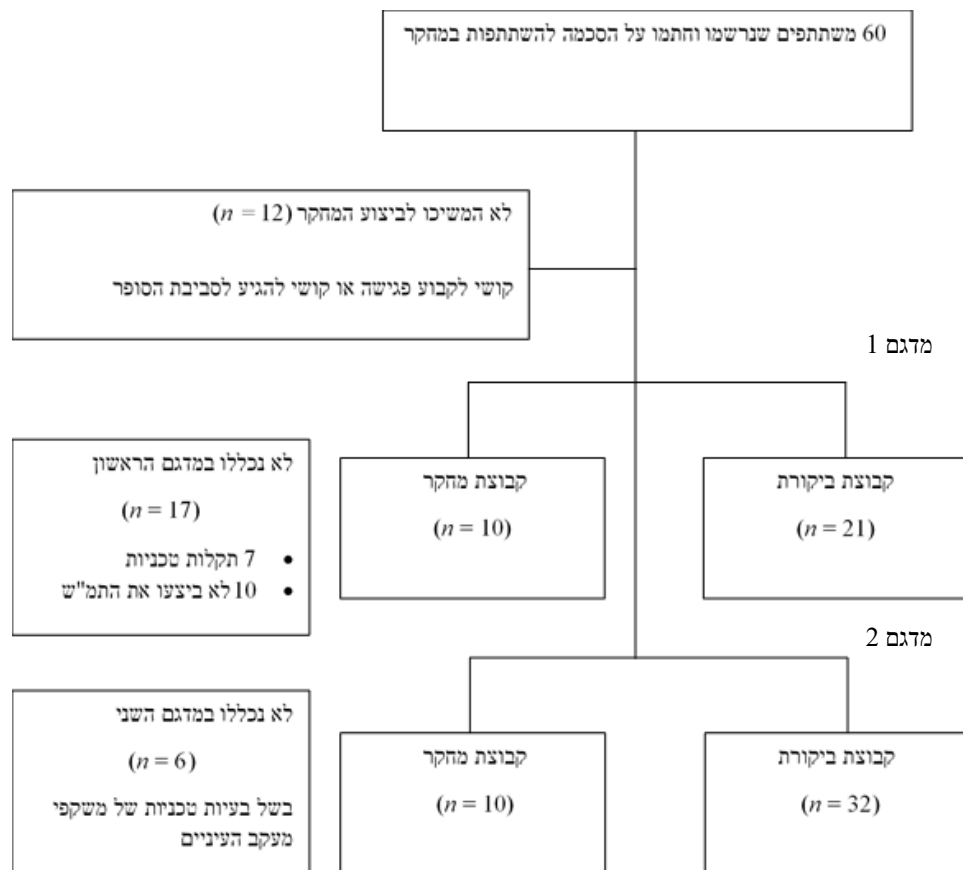 60 משתתפים שנרשמו וחתמו על הסכמה להשתתפות במחקר
לא המשיכו לביצוע המחקר (n = 12)
קושי לקבוע פגישה או קושי להגיע לסביבת הסופר
מדגם 1
קבוצת ביקורת
(n = 21)
קבוצת מחקר
(n = 10)
לא נכללו במדגם הראשון
(n = 17)
• 7 תקלות טכניות
• 10 לא ביצעו את התמ"ש
מדגם 2
קבוצת ביקורת
(n = 32)
קבוצת מחקר
(n = 10)
לא נכללו במדגם השני
(n = 6)
בשל בעיות טכניות של משקפי
מעקב העיניים